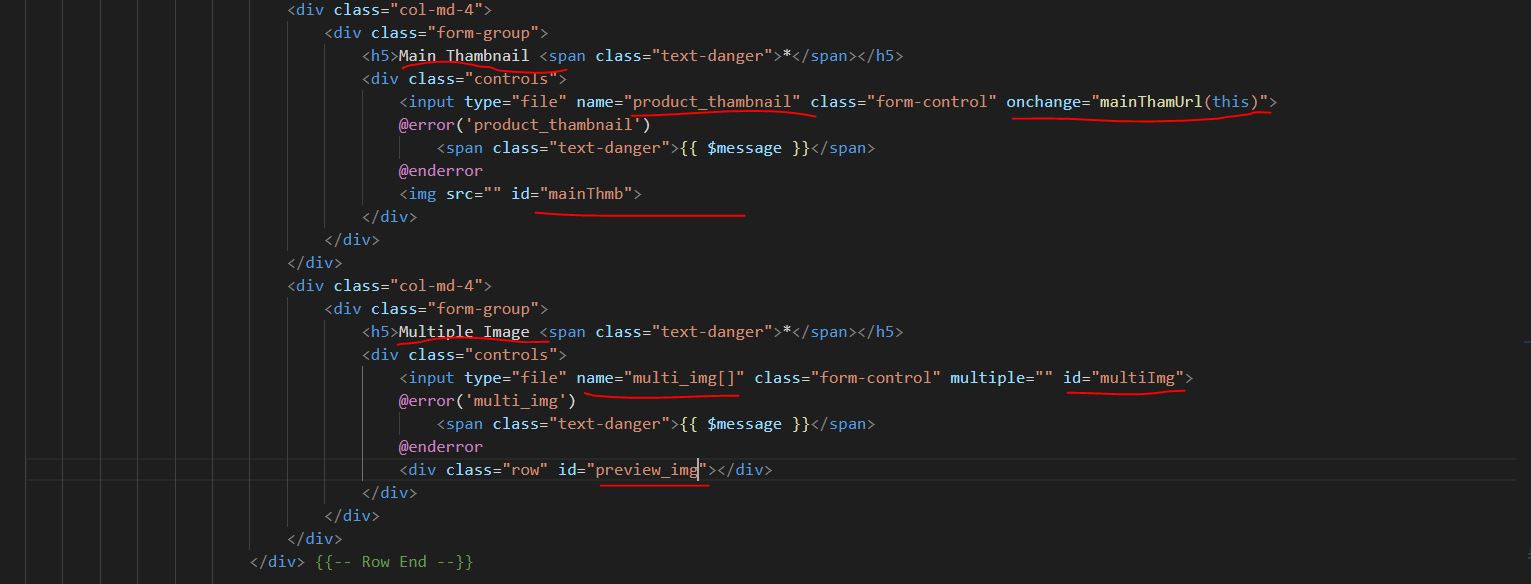 <div class="col-md-4">
<div class="form-group">
<h5>Main Thambnail <span class="text-danger">*</span></h5>
<div class="controls">
<input type="file" name="product_thambnail" class="form-control" onchange="mainThamUrl(this)">
@error('product_thambnail')
<span class="text-danger">{{ $message }}</span>
@enderror
<img src="" id="mainThmb">
</div>
</div>
</div>
<div class="col-md-4">
<div class="form-group">
<h5>Multiple Image <span class="text-danger">*</span></h5>
<div class="controls">
<input type="file" name="multi_img[]" class="form-control" multiple="" id="multiImg">
@error('multi_img')
<span class="text-danger">{{ $message }}</span>
@enderror
<div class="row" id="preview_img"></div>
</div>
</div>
</div>
</div> {{-- Row End --}}